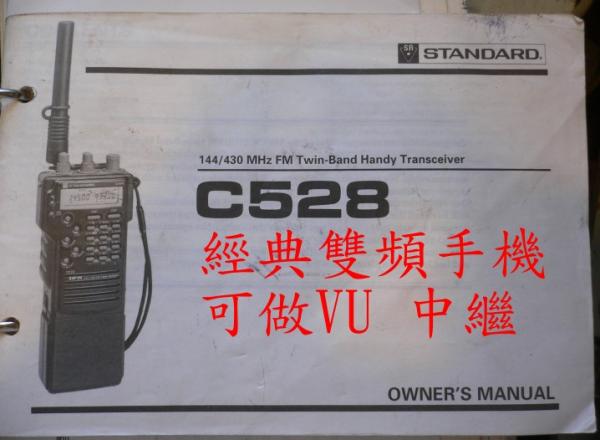 SR STANDARD.
144/430 MHz FM Twin-Band Handy Transceiver
C528
經典雙頻手機
可做VU 中繼
OWNER'S MANUAL